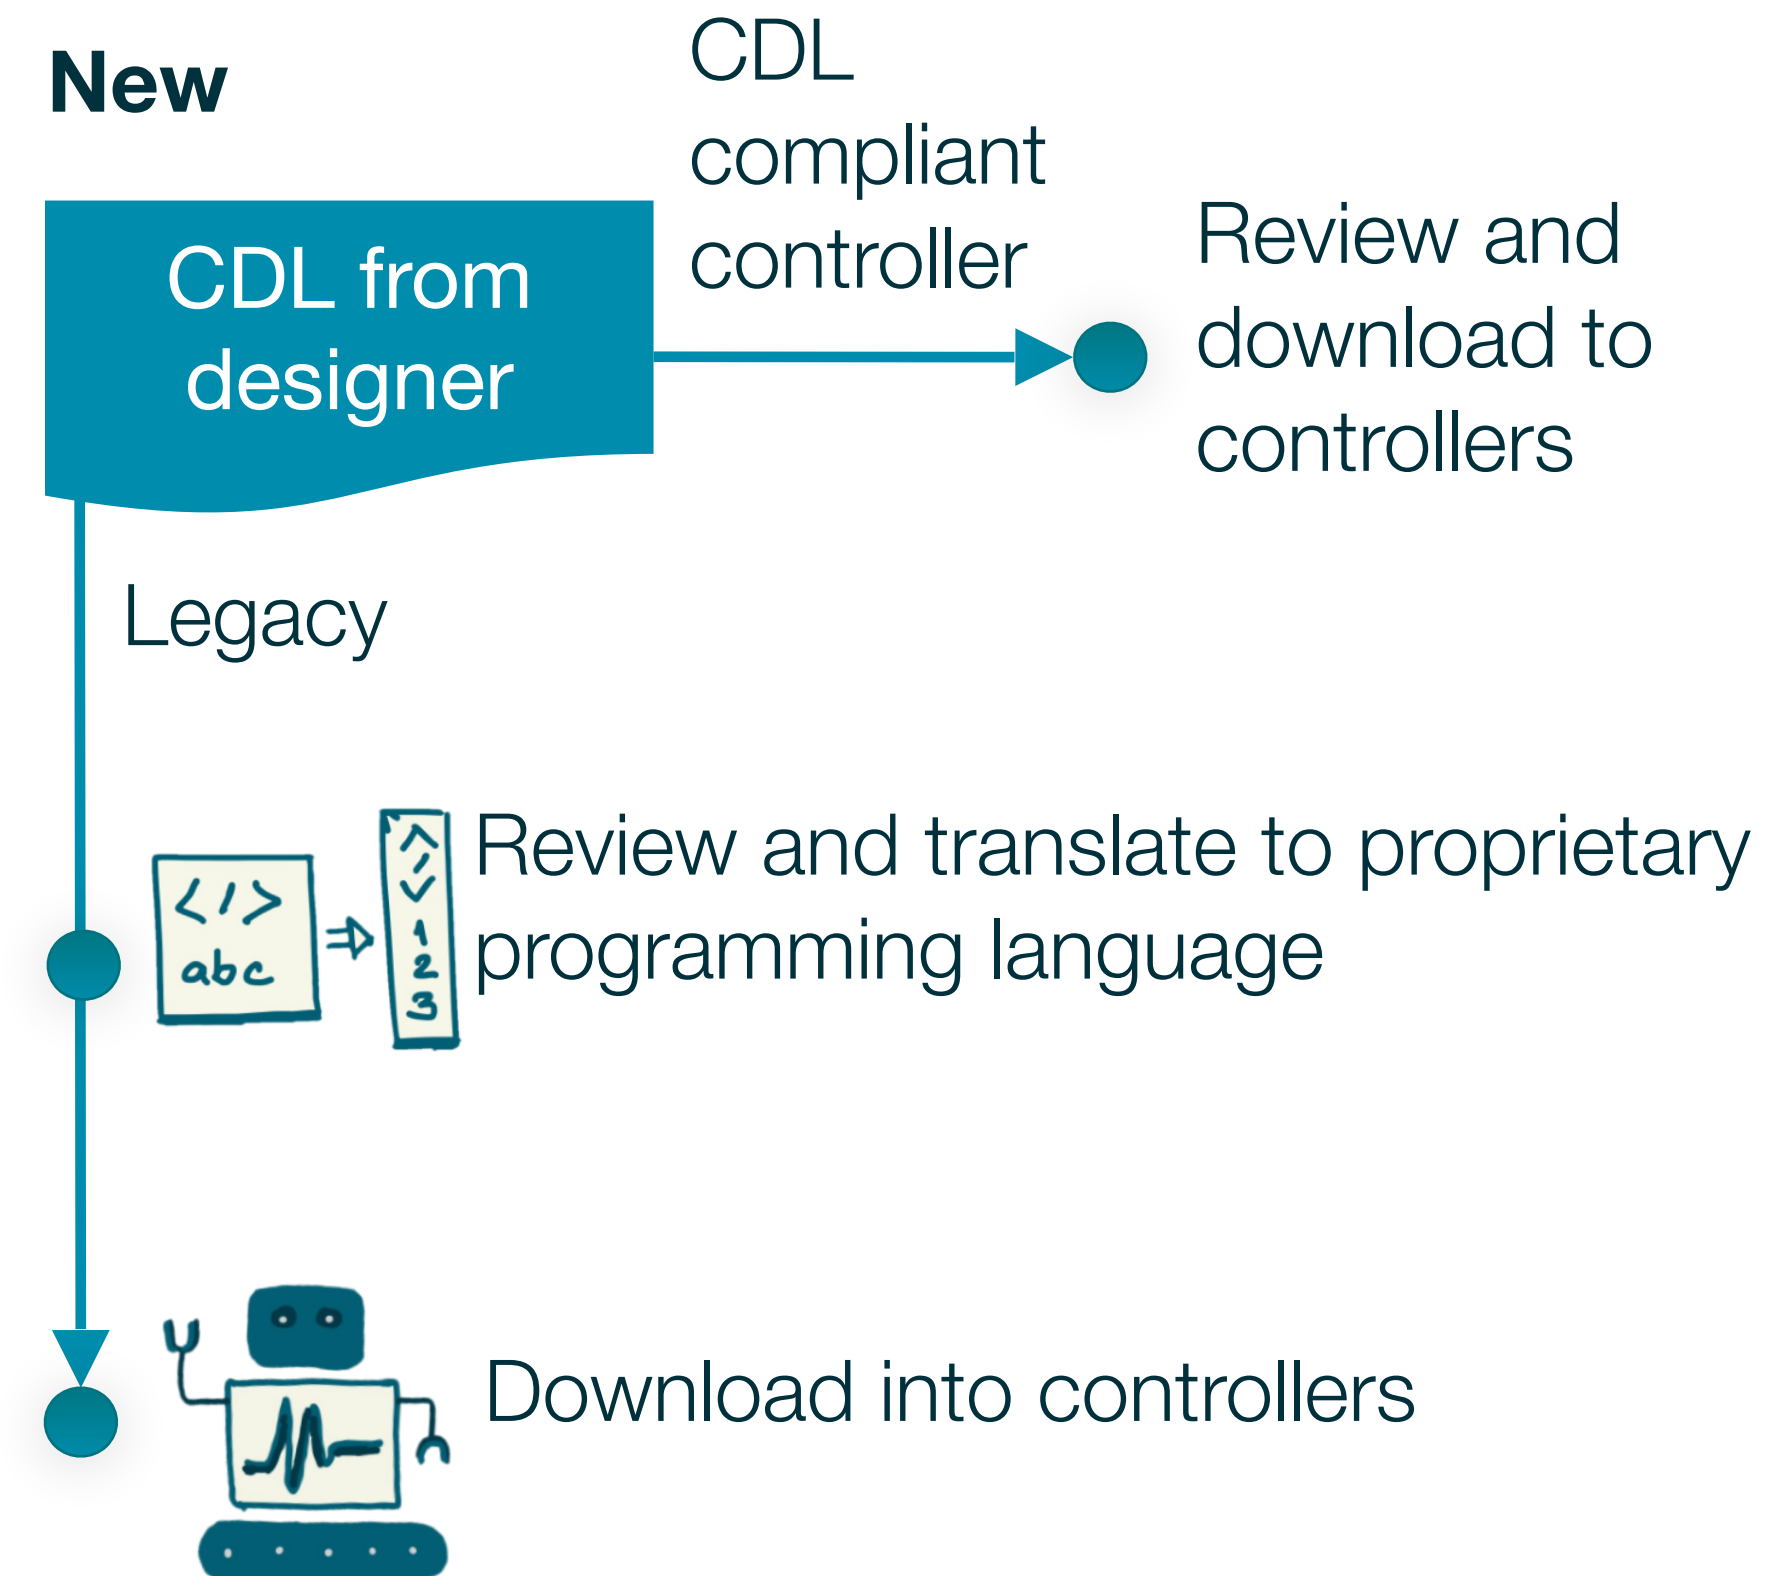 New
CDL
compliant
controller
CDL from
designer
Review and
download to
controllers
Legacy
Review and translate to proprietary
programming language
</>
abc
</>
1
2
3
Download into controllers